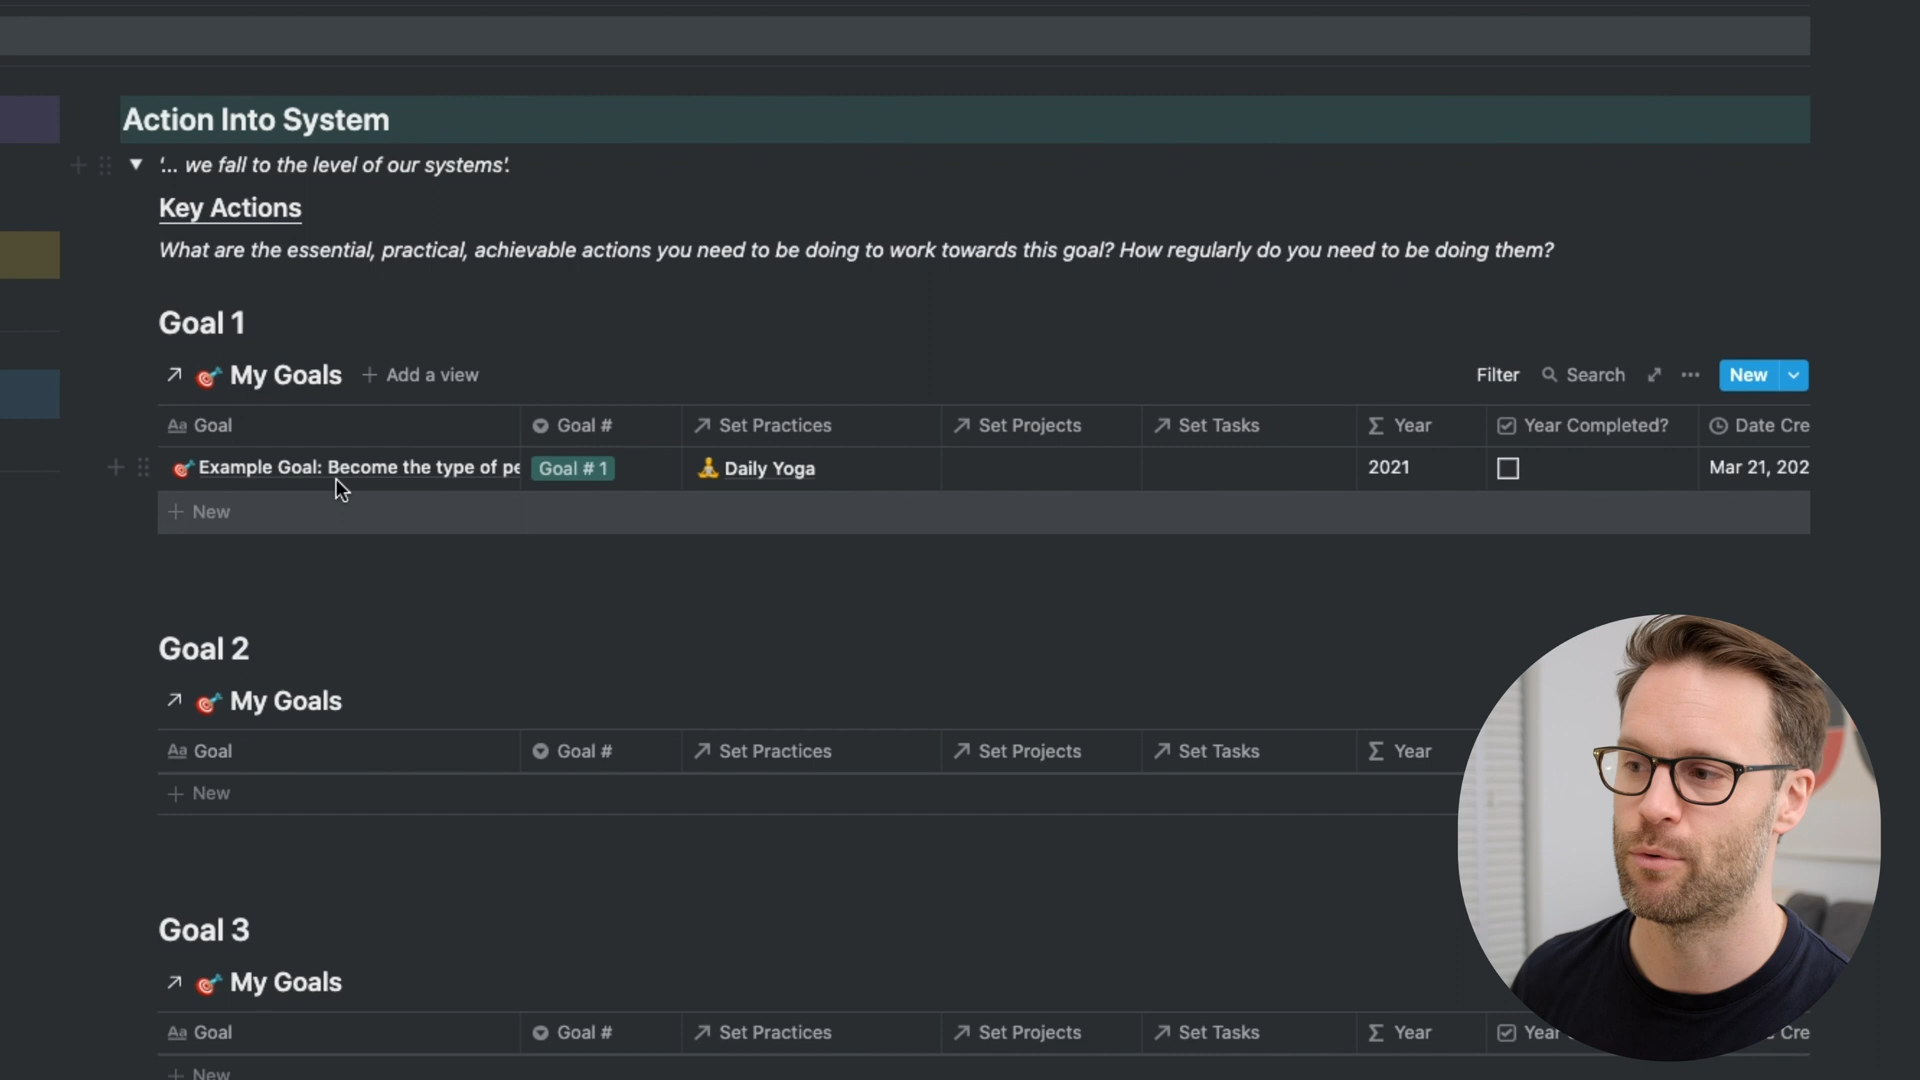 Action Into System
'... we fall to the level of our systems'.
Key Actions
What are the essential, practical, achievable actions you need to be doing to work towards this goal? How regularly do you need to be doing them?
Goal 1
My Goals + Add a view Filter Search New
Aa Goal Goal # Set Practices Set Projects Set Tasks Σ Year Year Completed? Date Cre
Example Goal: Become the type of pe Goal # 1 Daily Yoga 2021 Mar 21, 202
+ New
Goal 2
My Goals
Aa Goal Goal # Set Practices Set Projects Set Tasks Σ Year
+ New
Goal 3
My Goals
Aa Goal Goal # Set Practices Set Projects Set Tasks Σ Year Year Cre
+ New